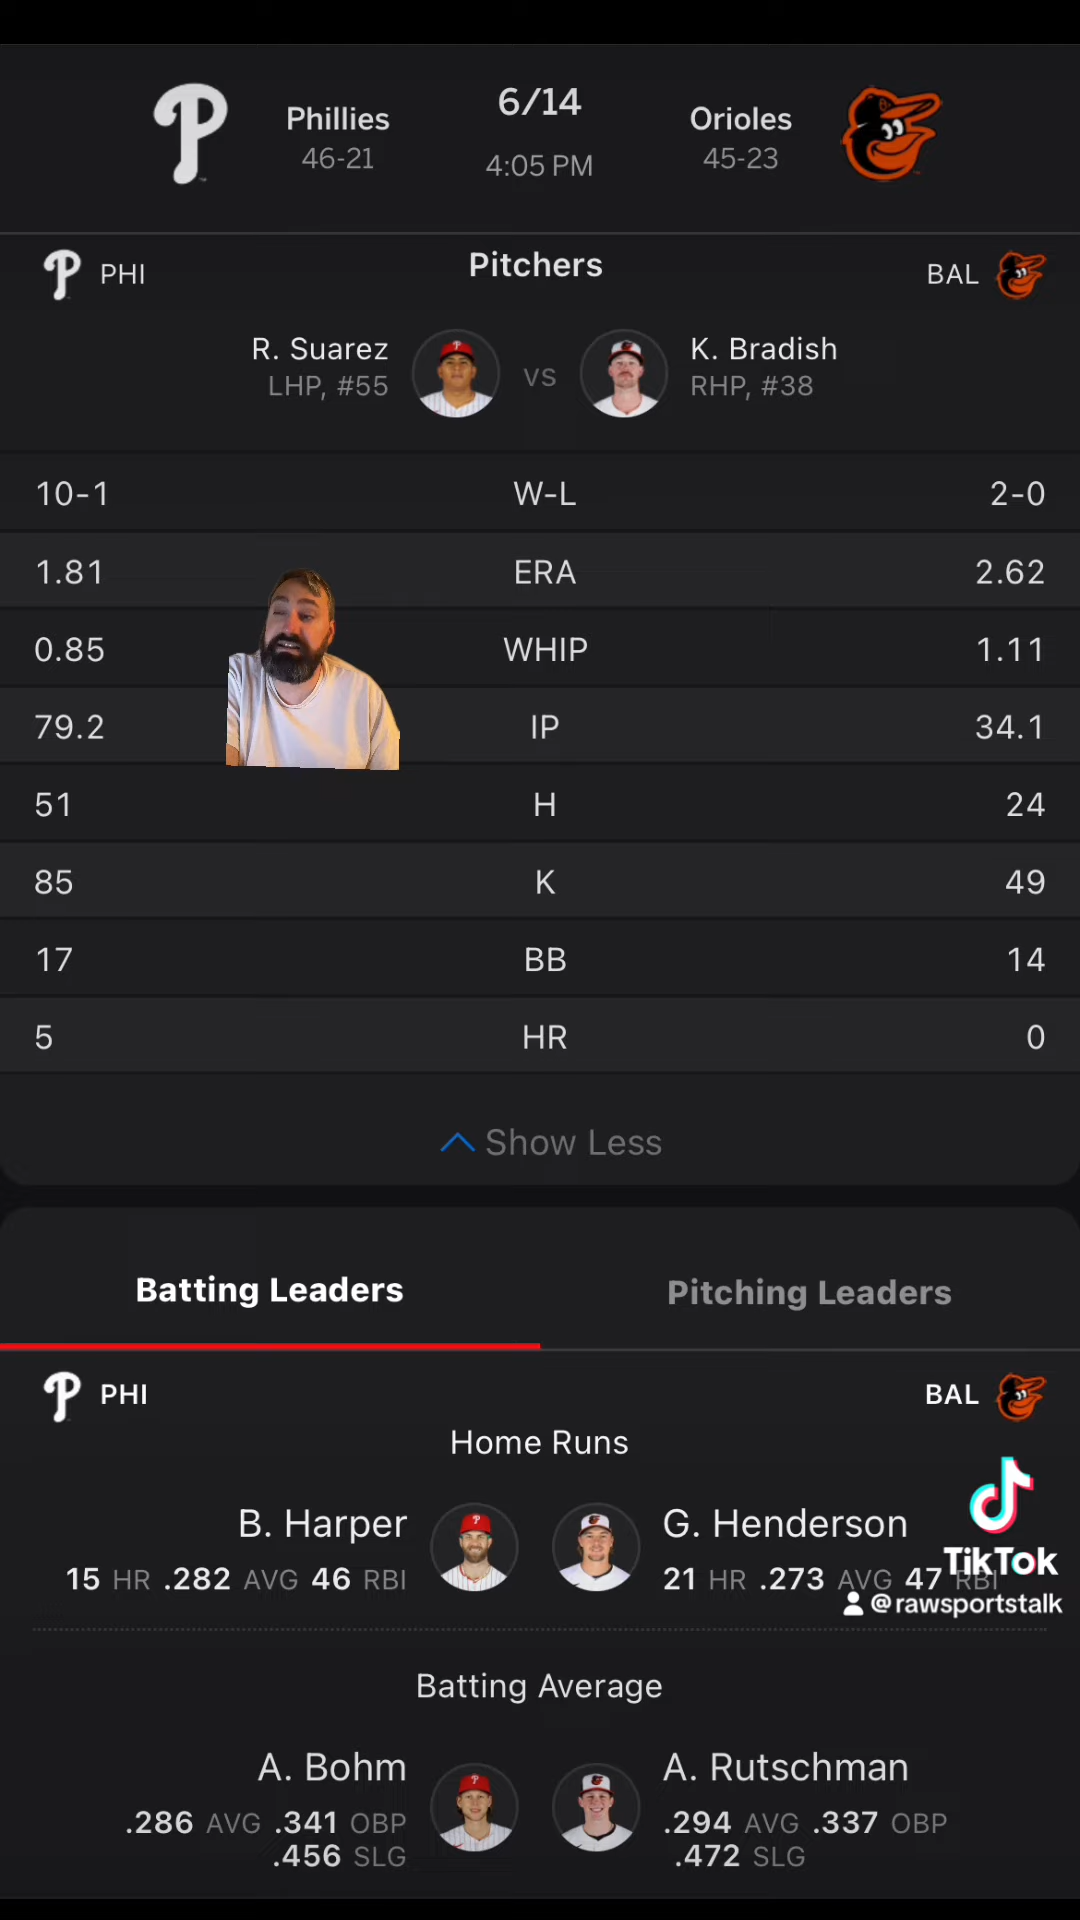 Phillies
46-21
6/14
4:05 PM
Orioles
45-23
PHI
Pitchers
BAL
R. Suarez
LHP, #55
vs
K. Bradish
RHP, #38
10-1 W-L 2-0
1.81 ERA 2.62
0.85 WHIP 1.11
79.2 IP 34.1
51 H 24
85 K 49
17 BB 14
5 HR 0
Show Less
Batting Leaders
Pitching Leaders
PHI
BAL
Home Runs
B. Harper
15 HR .282 AVG 46 RBI
G. Henderson
21 HR .273 AVG 47 RBI
TikTok
@rawsportstalk
Batting Average
A. Bohm
.286 AVG .341 OBP
.456 SLG
A. Rutschman
.294 AVG .337 OBP
.472 SLG